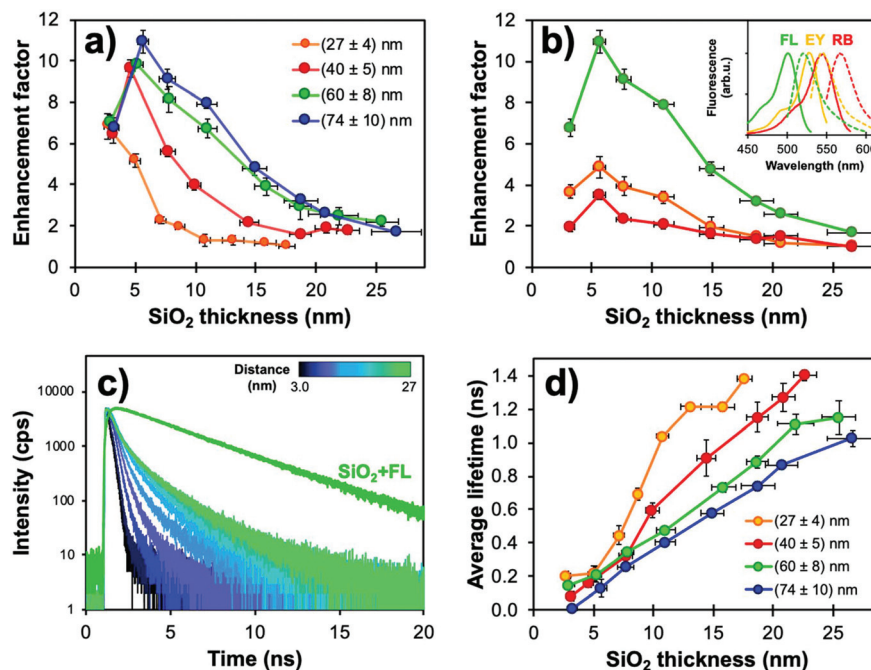 a)
Enhancement factor
12
10
8
6
4
2
0
0 5 10 15 20 25
SiO₂ thickness (nm)
(27 ± 4) nm
(40 ± 5) nm
(60 ± 8) nm
(74 ± 10) nm
b)
Enhancement factor
12
10
8
6
4
2
0
0 5 10 15 20 25
SiO₂ thickness (nm)
FL EY RB
Fluorescence
(arb.u.)
450 500 550 600
Wavelength (nm)
c)
Distance
(nm)
3.0 27
Intensity (cps)
10000
1000
100
10
1
SiO₂+FL
0 5 10 15 20
Time (ns)
d)
Average lifetime (ns)
1.4
1.2
1.0
0.8
0.6
0.4
0.2
0.0
0 5 10 15 20 25
SiO₂ thickness (nm)
(27 ± 4) nm
(40 ± 5) nm
(60 ± 8) nm
(74 ± 10) nm